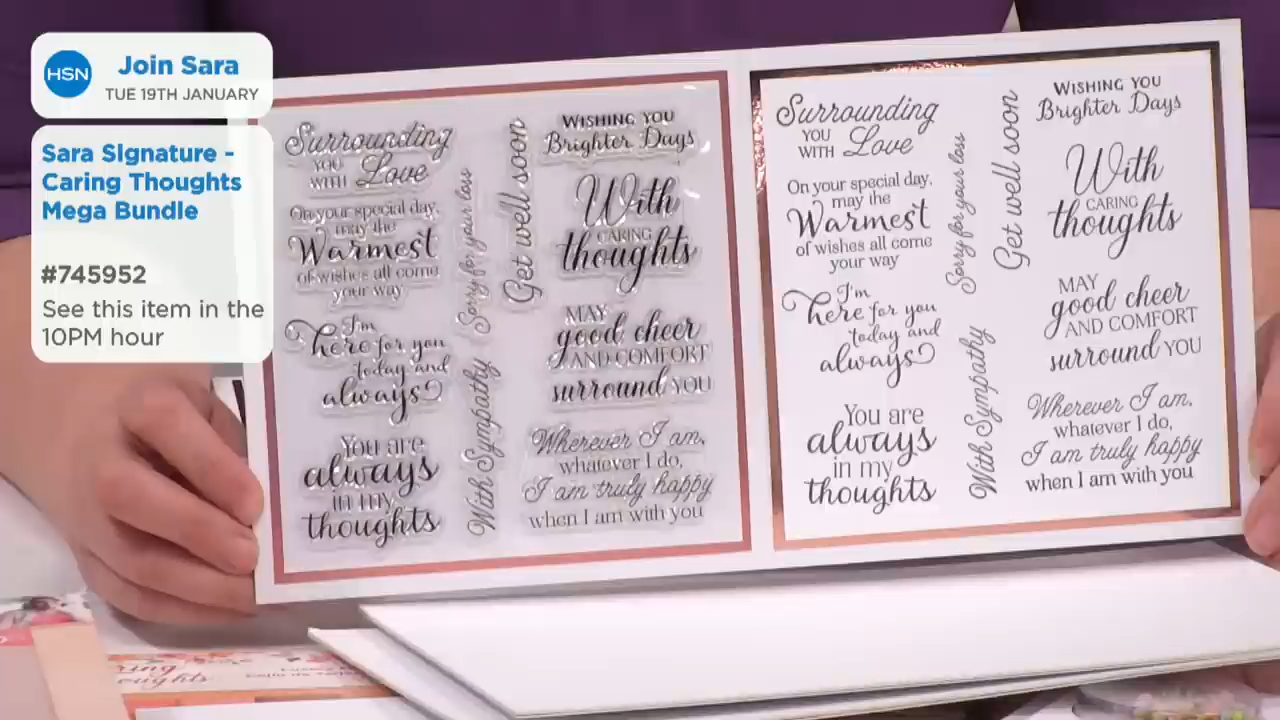 HSN
Join Sara
TUE 19TH JANUARY
Sara SIgnature -
Caring Thoughts
Mega Bundle
#745952
See this item in the
10PM hour
Surrounding
YOU
WITH Love
On your special day,
may the
Warmest
of wishes all come
your way
I'm
here for you
today and
always
You are
always
in my
thoughts
Sorry for your loss
With Sympathy
Get well soon
WISHING YOU
Brighter Days
With
CARING
thoughts
MAY
good cheer
AND COMFORT
surround YOU
Wherever I am,
whatever I do,
I am truly happy
when I am with you
Surrounding
YOU
WITH Love
On your special day,
may the
Warmest
of wishes all come
your way
I'm
here for you
today and
always
You are
always
in my
thoughts
Sorry for your loss
With Sympathy
Get well soon
WISHING YOU
Brighter Days
With
CARING
thoughts
MAY
good cheer
AND COMFORT
surround YOU
Wherever I am,
whatever I do,
I am truly happy
when I am with you